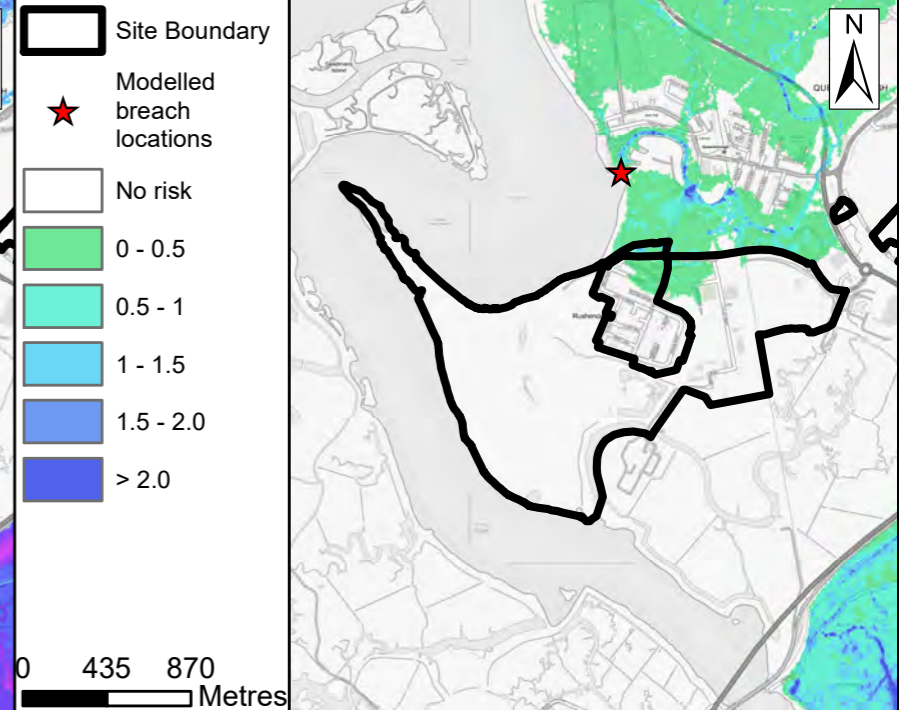 Site Boundary
Modelled
breach
locations
No risk
0 - 0.5
0.5 - 1
1 - 1.5
1.5 - 2.0
> 2.0
0 435 870
Metres
N